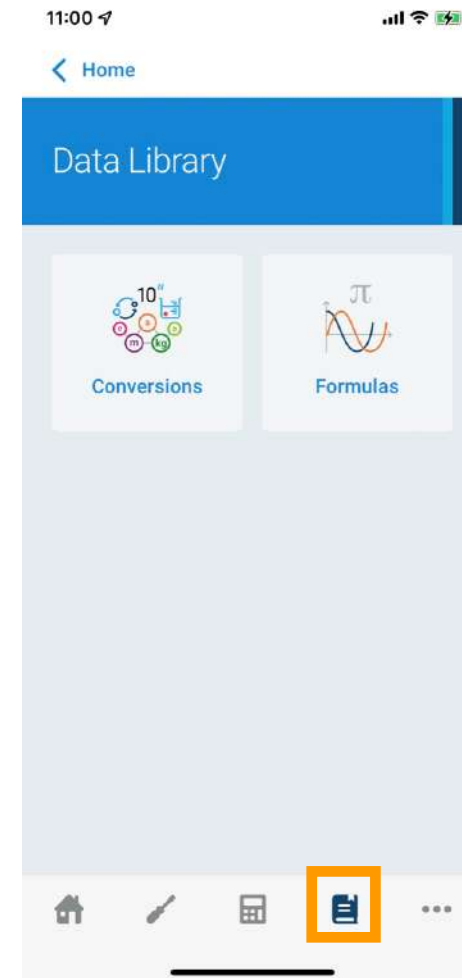 11:00
Home
Data Library
10
π
m kg
Conversions
Formulas